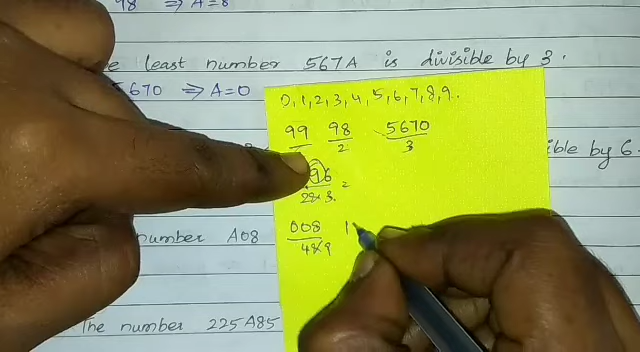 98 ⇒ A=8
least number 567A is divisible by 3.
5670 ⇒ A=0
0,1,2,3,4,5,6,7,8,9.
99 98/2 5670/3
ible by 6.
96/2×3 =
number A08
008/4×9 1
The number 225A85